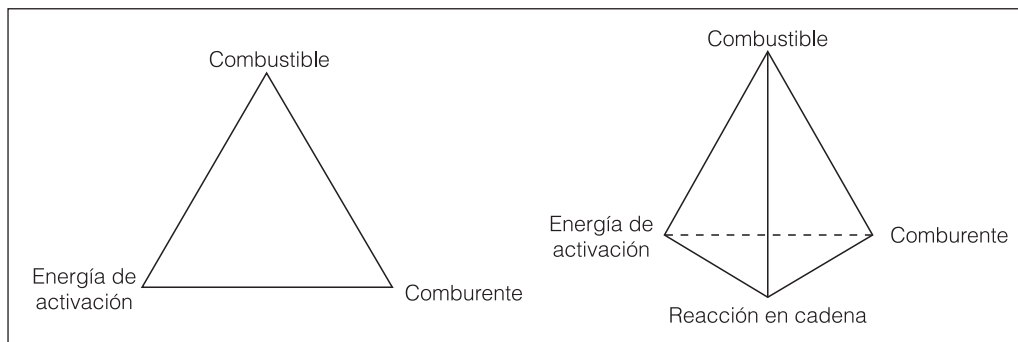 Combustible
Energía de
activación
Comburente
Combustible
Energía de
activación
Comburente
Reacción en cadena